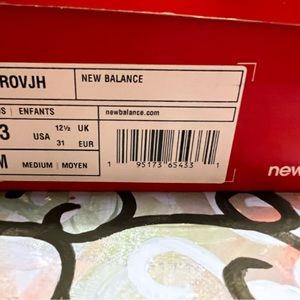 ROVJH
NEW BALANCE
S | ENFANTS
3
USA
12½ UK
31 EUR
newbalance.com
M
MEDIUM | MOYEN
1 95173 65433 1
new